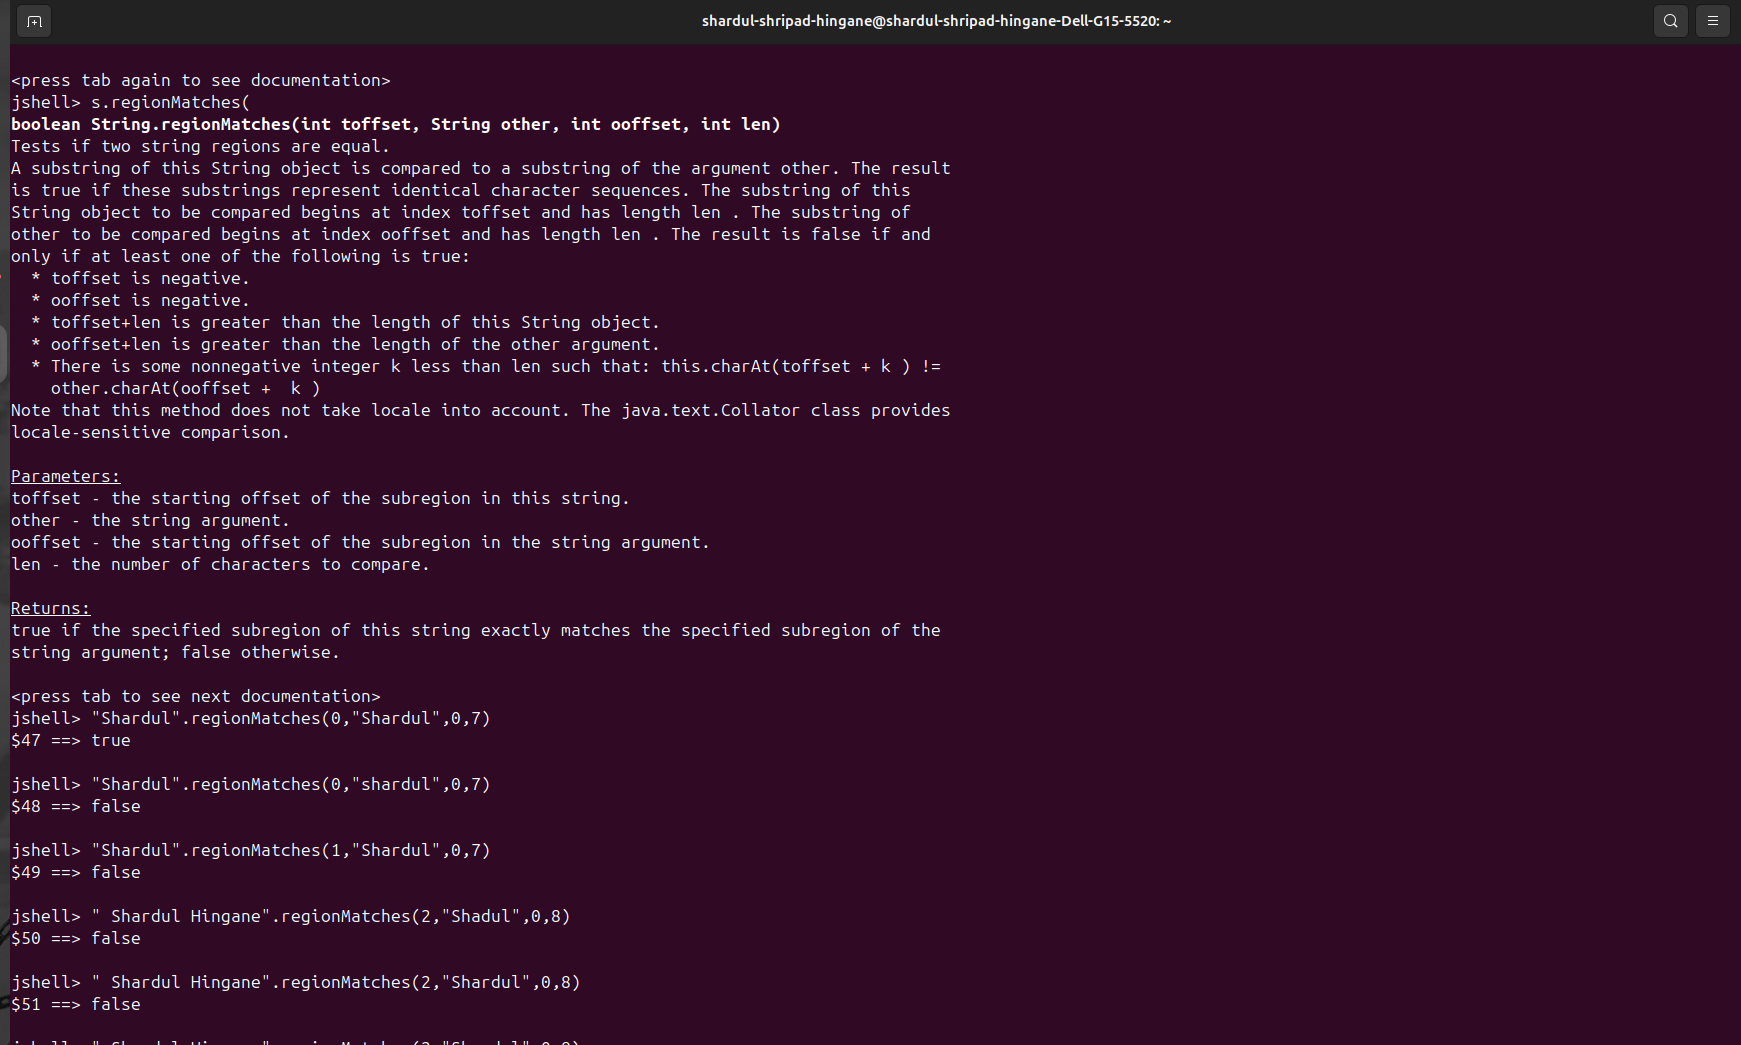 shardul-shripad-hingane@shardul-shripad-hingane-Dell-G15-5520: ~
<press tab again to see documentation>
jshell> s.regionMatches(
boolean String.regionMatches(int toffset, String other, int ooffset, int len)
Tests if two string regions are equal.
A substring of this String object is compared to a substring of the argument other. The result
is true if these substrings represent identical character sequences. The substring of this
String object to be compared begins at index toffset and has length len . The substring of
other to be compared begins at index ooffset and has length len . The result is false if and
only if at least one of the following is true:
  * toffset is negative.
  * ooffset is negative.
  * toffset+len is greater than the length of this String object.
  * ooffset+len is greater than the length of the other argument.
  * There is some nonnegative integer k less than len such that: this.charAt(toffset + k ) !=
    other.charAt(ooffset +  k )
Note that this method does not take locale into account. The java.text.Collator class provides
locale-sensitive comparison.
Parameters:
toffset - the starting offset of the subregion in this string.
other - the string argument.
ooffset - the starting offset of the subregion in the string argument.
len - the number of characters to compare.
Returns:
true if the specified subregion of this string exactly matches the specified subregion of the
string argument; false otherwise.
<press tab to see next documentation>
jshell> "Shardul".regionMatches(0,"Shardul",0,7)
$47 ==> true
jshell> "Shardul".regionMatches(0,"shardul",0,7)
$48 ==> false
jshell> "Shardul".regionMatches(1,"Shardul",0,7)
$49 ==> false
jshell> " Shardul Hingane".regionMatches(2,"Shadul",0,8)
$50 ==> false
jshell> " Shardul Hingane".regionMatches(2,"Shardul",0,8)
$51 ==> false